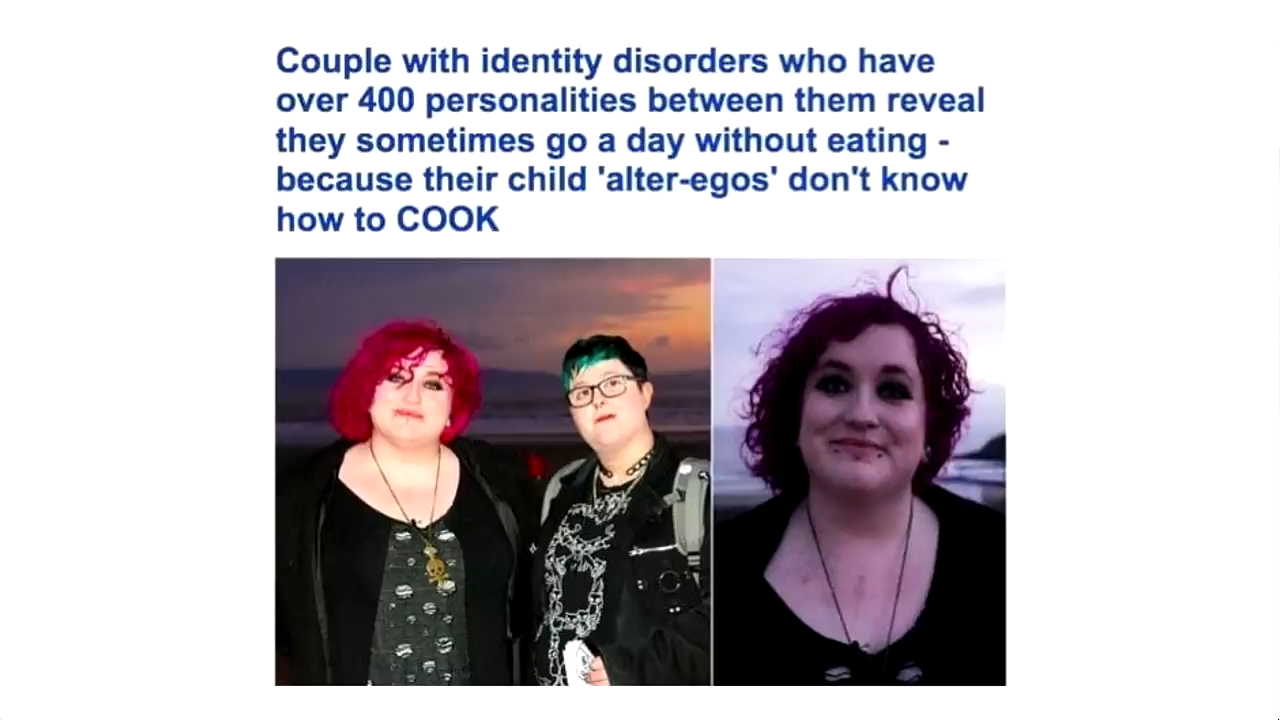 Couple with identity disorders who have
over 400 personalities between them reveal
they sometimes go a day without eating -
because their child 'alter-egos' don't know
how to COOK